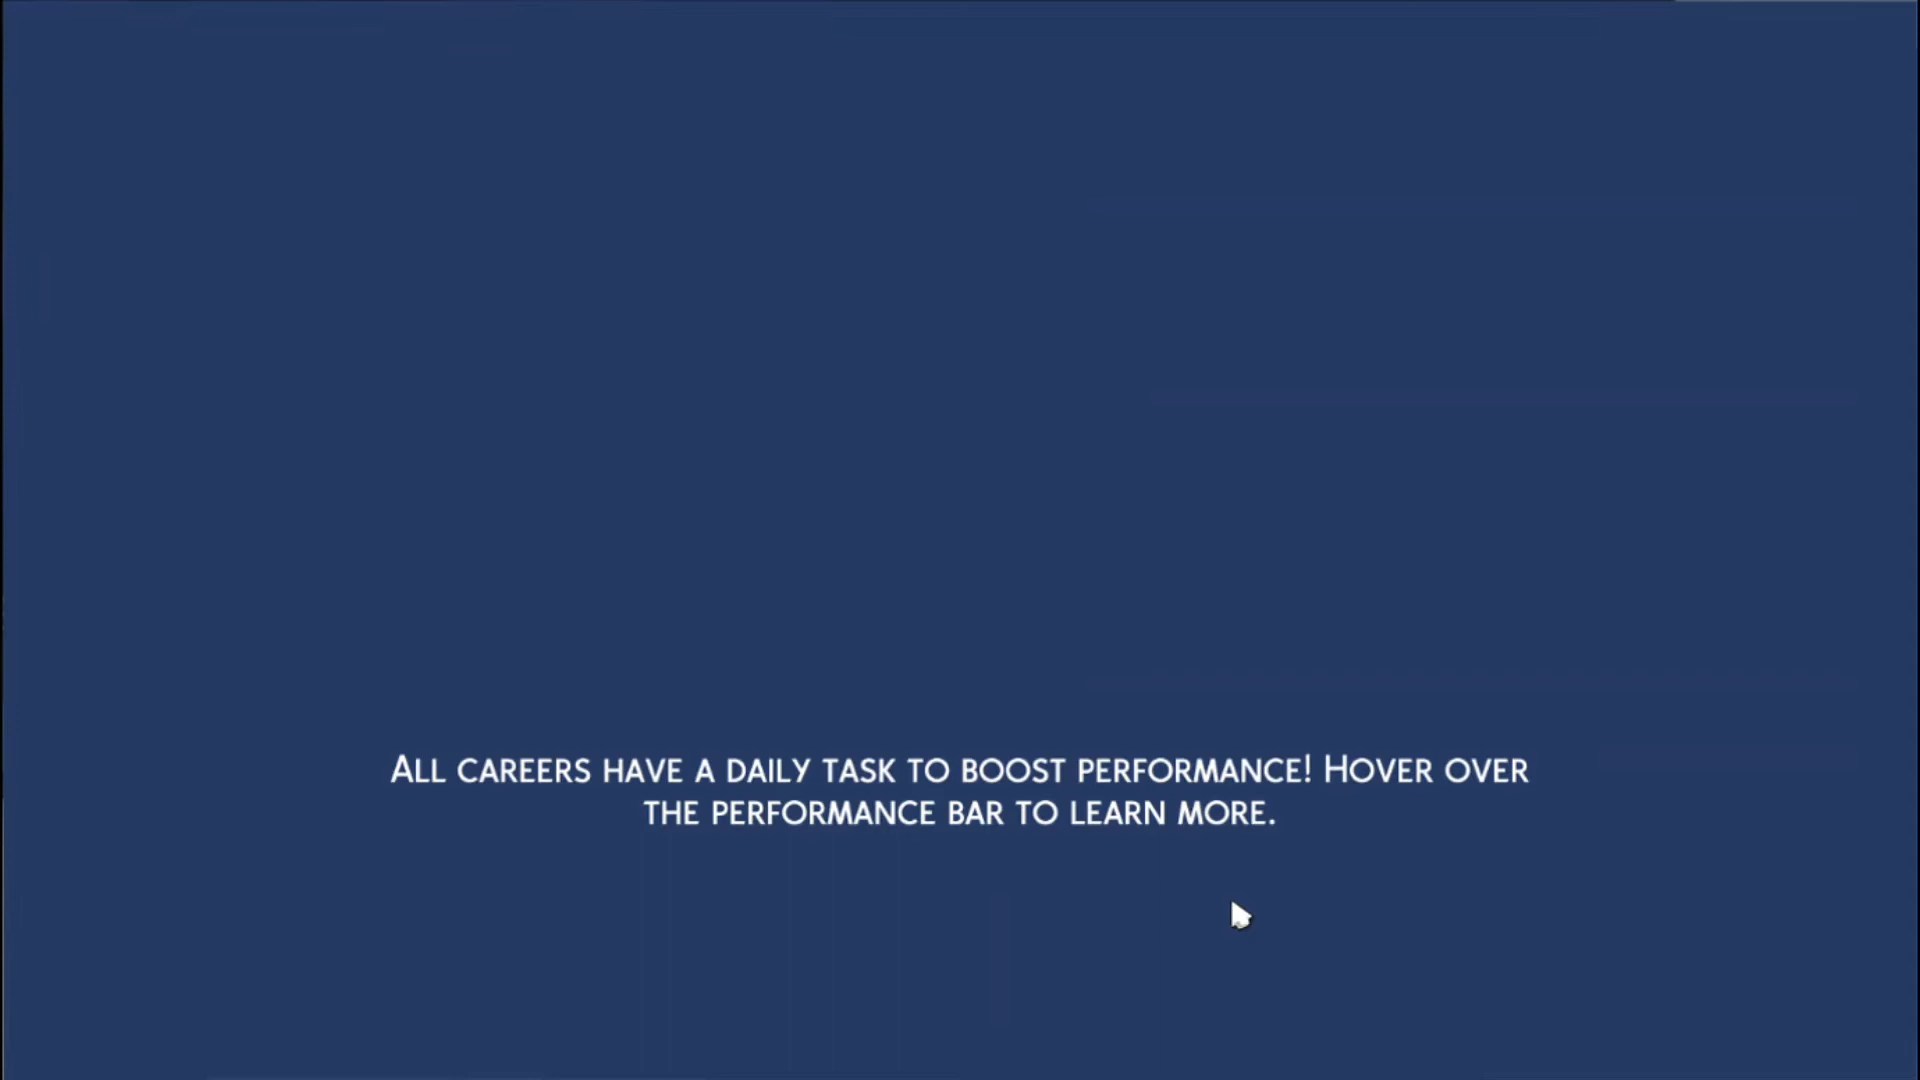 All careers have a daily task to boost performance! Hover over
the performance bar to learn more.